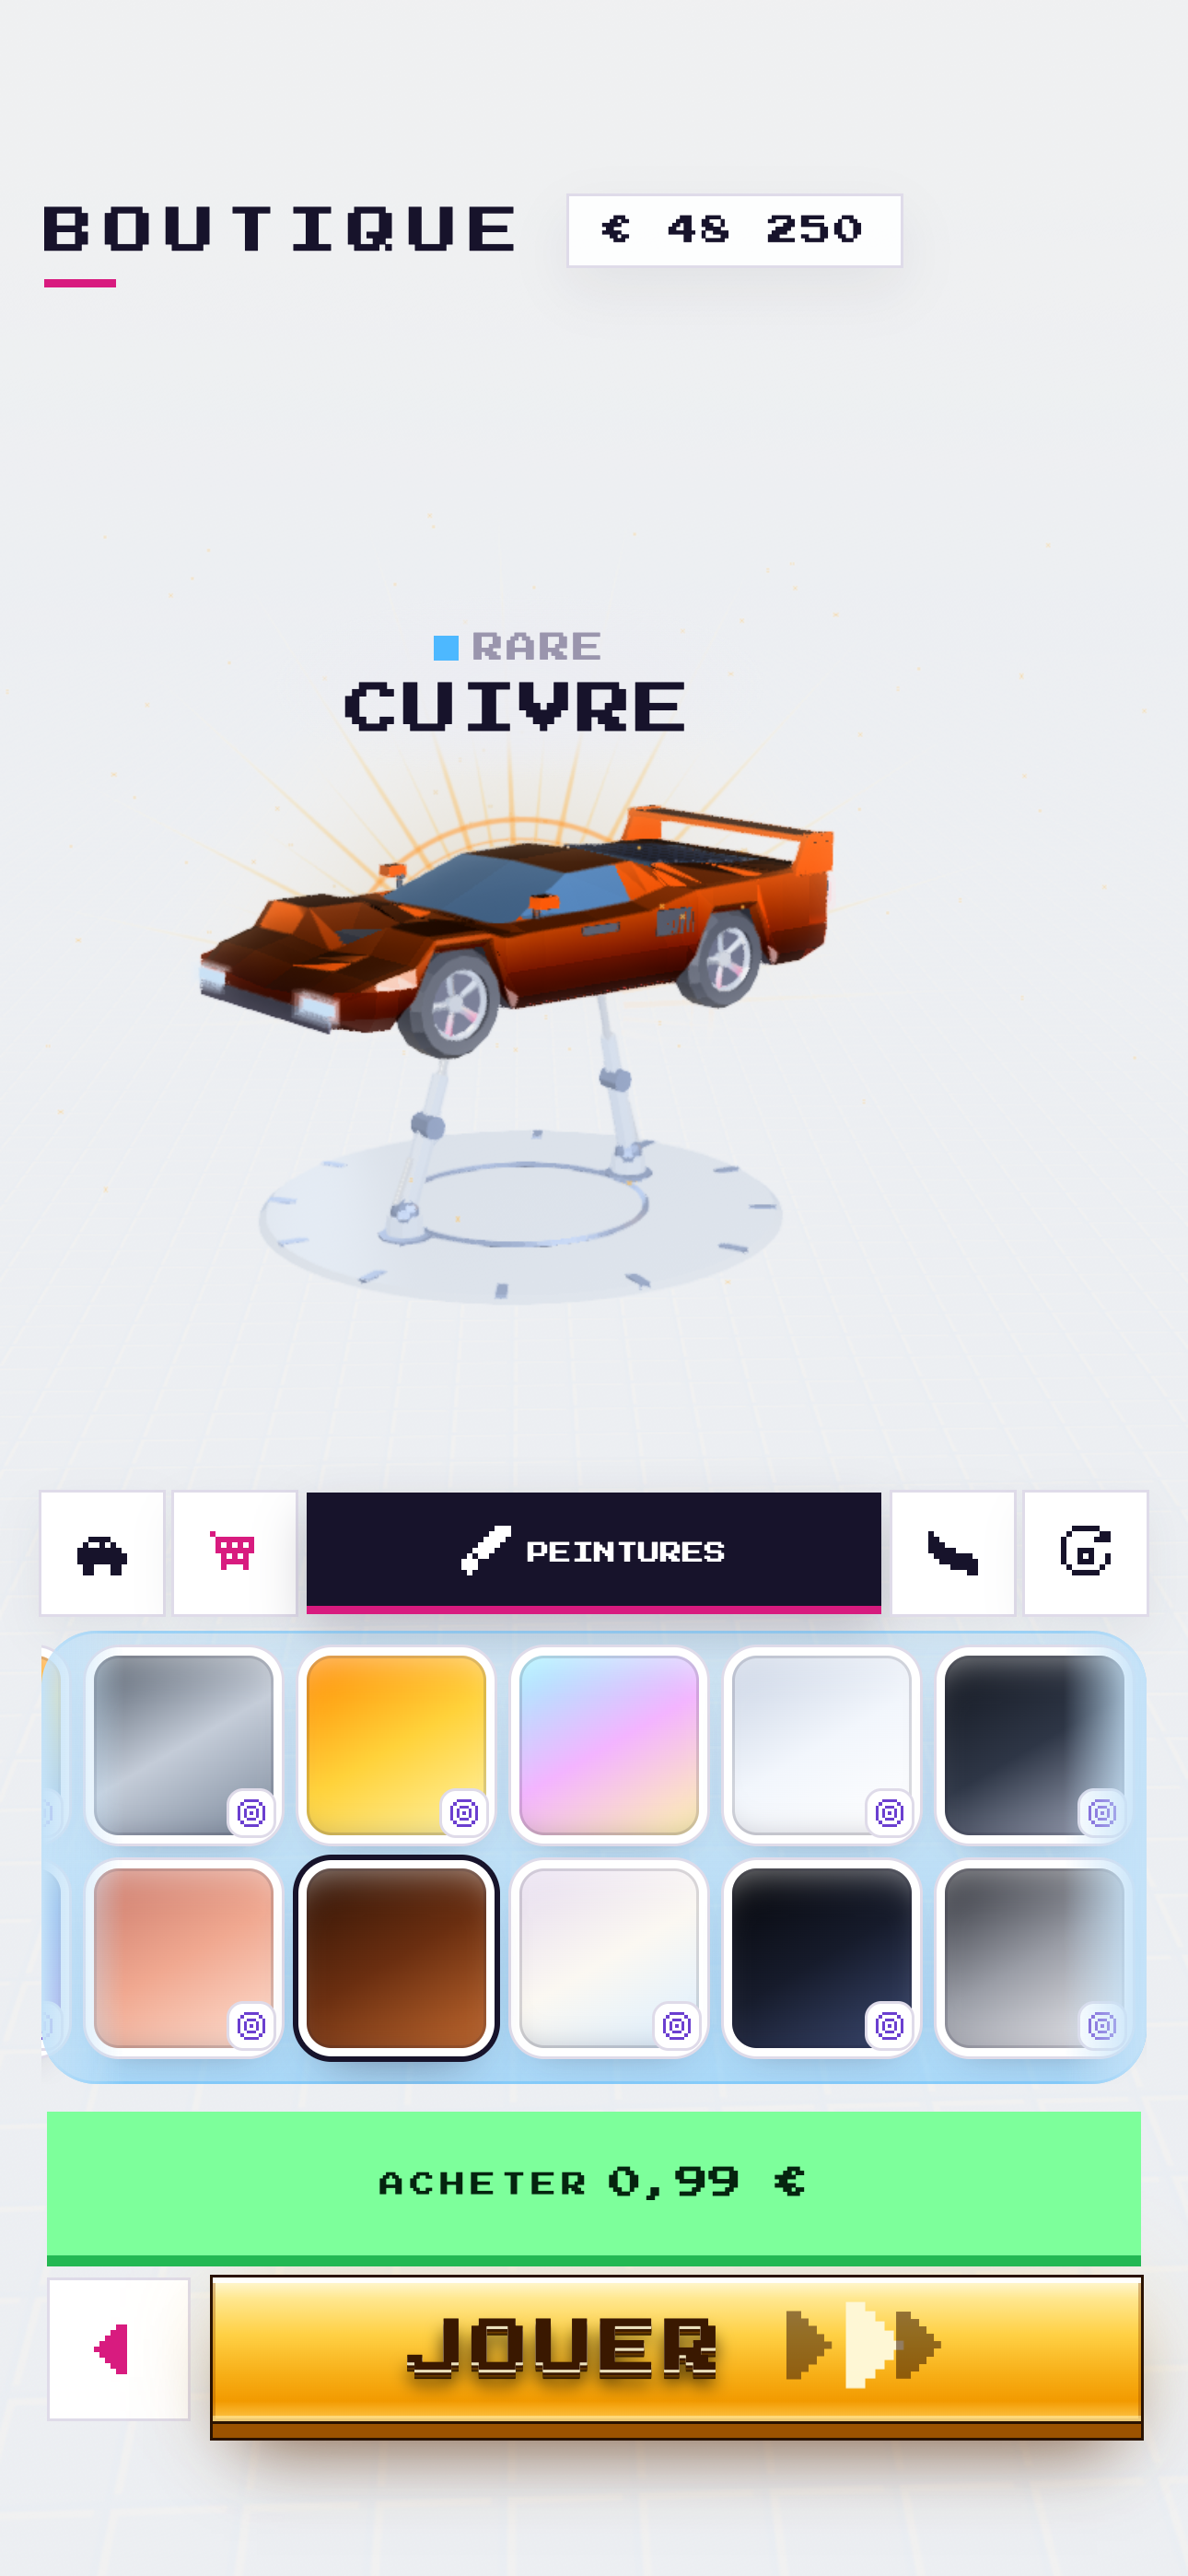 BOUTIQUE
€ 48 250
RARE
CUIVRE
PEINTURES
ACHETER 0,99 €
JOUER